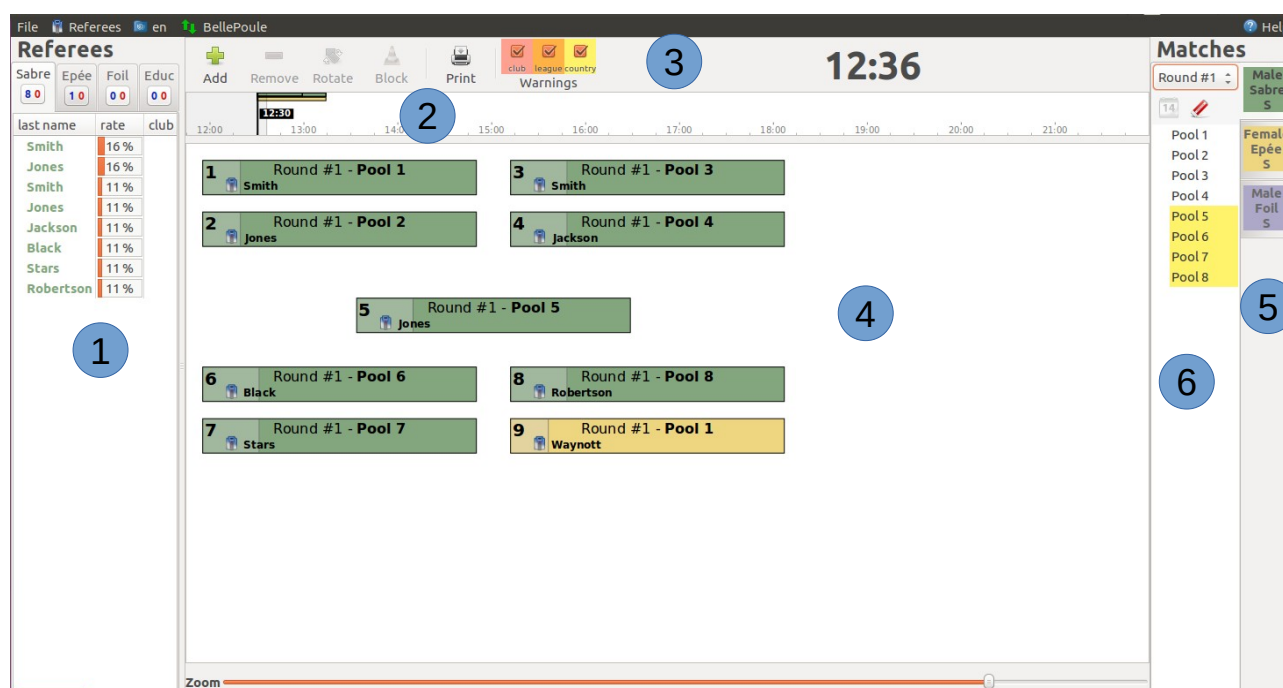 File Referees en BellePoule Hel
Referees
Sabre Epée Foil Educ
8 0 1 0 0 0 0 0
last name rate club
Smith 16 %
Jones 16 %
Smith 11 %
Jones 11 %
Jackson 11 %
Black 11 %
Stars 11 %
Robertson 11 %
1
Add Remove Rotate Block Print
club league country
Warnings
3
12:36
2
12:30
12:00 13:00 14:0 15:00 16:00 17:00 18:00 19:00 20:00 21:00
1 Round #1 - Pool 1
Smith
3 Round #1 - Pool 3
Smith
2 Round #1 - Pool 2
Jones
4 Round #1 - Pool 4
Jackson
5 Round #1 - Pool 5
Jones
4
6 Round #1 - Pool 6
Black
8 Round #1 - Pool 8
Robertson
7 Round #1 - Pool 7
Stars
9 Round #1 - Pool 1
Waynott
Zoom
Matches
Round #1
14
Pool 1
Pool 2
Pool 3
Pool 4
Pool 5
Pool 6
Pool 7
Pool 8
6
Male
Sabre
S
Femal
Epée
S
Male
Foil
S
5